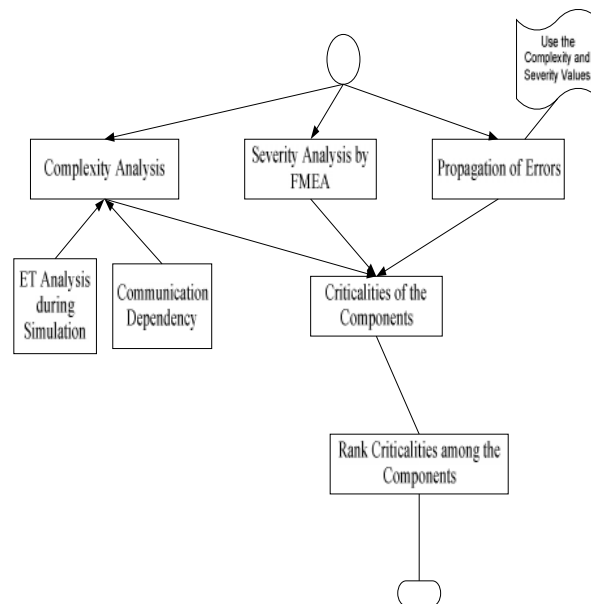 Use the
Complexity and
Severity Values
Complexity Analysis
Severity Analysis by
FMEA
Propagation of Errors
ET Analysis
during
Simulation
Communication
Dependency
Criticalities of the
Components
Rank Criticalities among the
Components